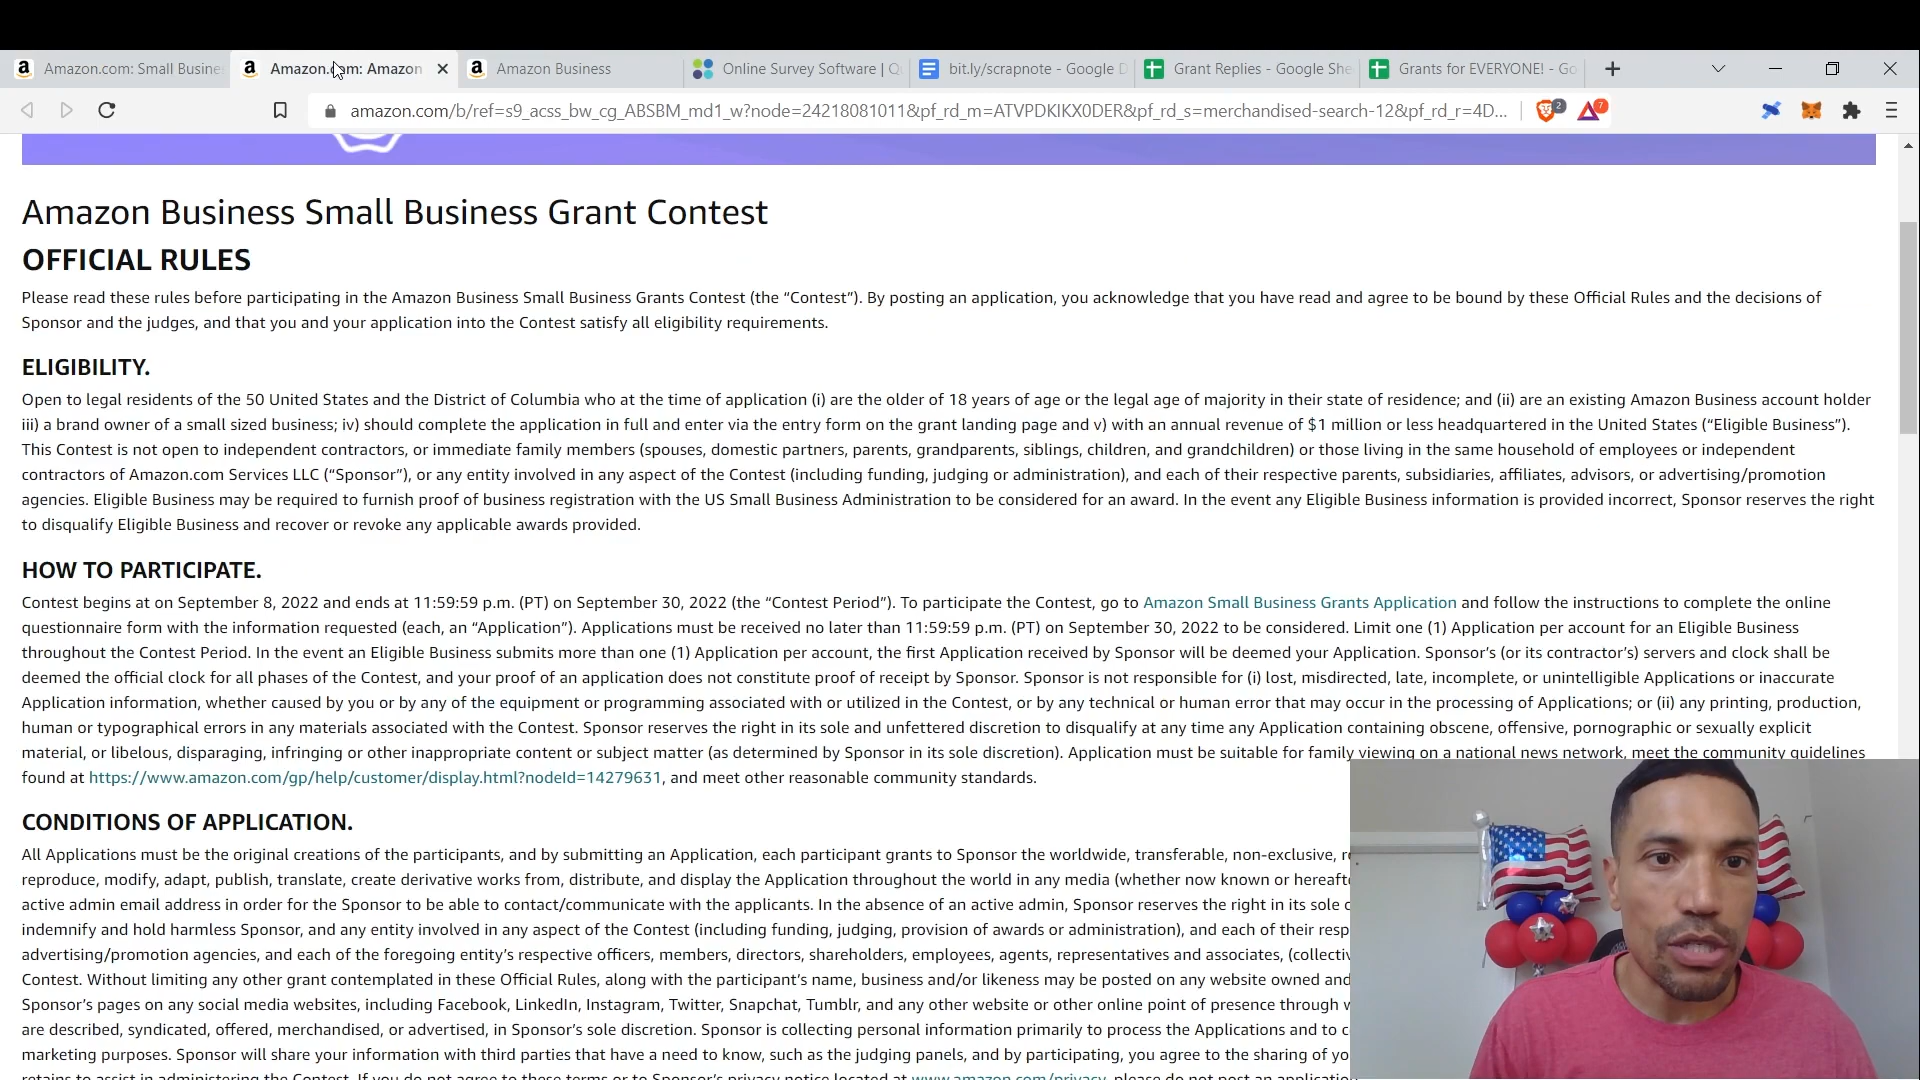 Amazon.com: Small Busine
Amazon.com: Amazon
Amazon Business
Online Survey Software | Q
bit.ly/scrapnote - Google D
Grant Replies - Google She
Grants for EVERYONE! - Go
amazon.com/b/ref=s9_acss_bw_cg_ABSBM_md1_w?node=24218081011&pf_rd_m=ATVPDKIKX0DER&pf_rd_s=merchandised-search-12&pf_rd_r=4D...
2
7
Amazon Business Small Business Grant Contest
OFFICIAL RULES
Please read these rules before participating in the Amazon Business Small Business Grants Contest (the “Contest”). By posting an application, you acknowledge that you have read and agree to be bound by these Official Rules and the decisions of
Sponsor and the judges, and that you and your application into the Contest satisfy all eligibility requirements.
ELIGIBILITY.
Open to legal residents of the 50 United States and the District of Columbia who at the time of application (i) are the older of 18 years of age or the legal age of majority in their state of residence; and (ii) are an existing Amazon Business account holder
iii) a brand owner of a small sized business; iv) should complete the application in full and enter via the entry form on the grant landing page and v) with an annual revenue of $1 million or less headquartered in the United States (“Eligible Business”).
This Contest is not open to independent contractors, or immediate family members (spouses, domestic partners, parents, grandparents, siblings, children, and grandchildren) or those living in the same household of employees or independent
contractors of Amazon.com Services LLC (“Sponsor”), or any entity involved in any aspect of the Contest (including funding, judging or administration), and each of their respective parents, subsidiaries, affiliates, advisors, or advertising/promotion
agencies. Eligible Business may be required to furnish proof of business registration with the US Small Business Administration to be considered for an award. In the event any Eligible Business information is provided incorrect, Sponsor reserves the right
to disqualify Eligible Business and recover or revoke any applicable awards provided.
HOW TO PARTICIPATE.
Contest begins at on September 8, 2022 and ends at 11:59:59 p.m. (PT) on September 30, 2022 (the “Contest Period”). To participate the Contest, go to Amazon Small Business Grants Application and follow the instructions to complete the online
questionnaire form with the information requested (each, an “Application”). Applications must be received no later than 11:59:59 p.m. (PT) on September 30, 2022 to be considered. Limit one (1) Application per account for an Eligible Business
throughout the Contest Period. In the event an Eligible Business submits more than one (1) Application per account, the first Application received by Sponsor will be deemed your Application. Sponsor’s (or its contractor’s) servers and clock shall be
deemed the official clock for all phases of the Contest, and your proof of an application does not constitute proof of receipt by Sponsor. Sponsor is not responsible for (i) lost, misdirected, late, incomplete, or unintelligible Applications or inaccurate
Application information, whether caused by you or by any of the equipment or programming associated with or utilized in the Contest, or by any technical or human error that may occur in the processing of Applications; or (ii) any printing, production,
human or typographical errors in any materials associated with the Contest. Sponsor reserves the right in its sole and unfettered discretion to disqualify at any time any Application containing obscene, offensive, pornographic or sexually explicit
material, or libelous, disparaging, infringing or other inappropriate content or subject matter (as determined by Sponsor in its sole discretion). Application must be suitable for family viewing on a national news network, meet the community guidelines
found at https://www.amazon.com/gp/help/customer/display.html?nodeId=14279631, and meet other reasonable community standards.
CONDITIONS OF APPLICATION.
All Applications must be the original creations of the participants, and by submitting an Application, each participant grants to Sponsor the worldwide, transferable, non-exclusive, r
reproduce, modify, adapt, publish, translate, create derivative works from, distribute, and display the Application throughout the world in any media (whether now known or hereaft
active admin email address in order for the Sponsor to be able to contact/communicate with the applicants. In the absence of an active admin, Sponsor reserves the right in its sole
indemnify and hold harmless Sponsor, and any entity involved in any aspect of the Contest (including funding, judging, provision of awards or administration), and each of their resp
advertising/promotion agencies, and each of the foregoing entity’s respective officers, members, directors, shareholders, employees, agents, representatives and associates, (collectiv
Contest. Without limiting any other grant contemplated in these Official Rules, along with the participant’s name, business and/or likeness may be posted on any website owned and
Sponsor’s pages on any social media websites, including Facebook, LinkedIn, Instagram, Twitter, Snapchat, Tumblr, and any other website or other online point of presence through w
are described, syndicated, offered, merchandised, or advertised, in Sponsor’s sole discretion. Sponsor is collecting personal information primarily to process the Applications and to c
marketing purposes. Sponsor will share your information with third parties that have a need to know, such as the judging panels, and by participating, you agree to the sharing of yo
retains to assist in administering the Contest. If you do not agree to these terms or to Sponsor’s privacy notice located at www.amazon.com/privacy, please do not post an applicatio